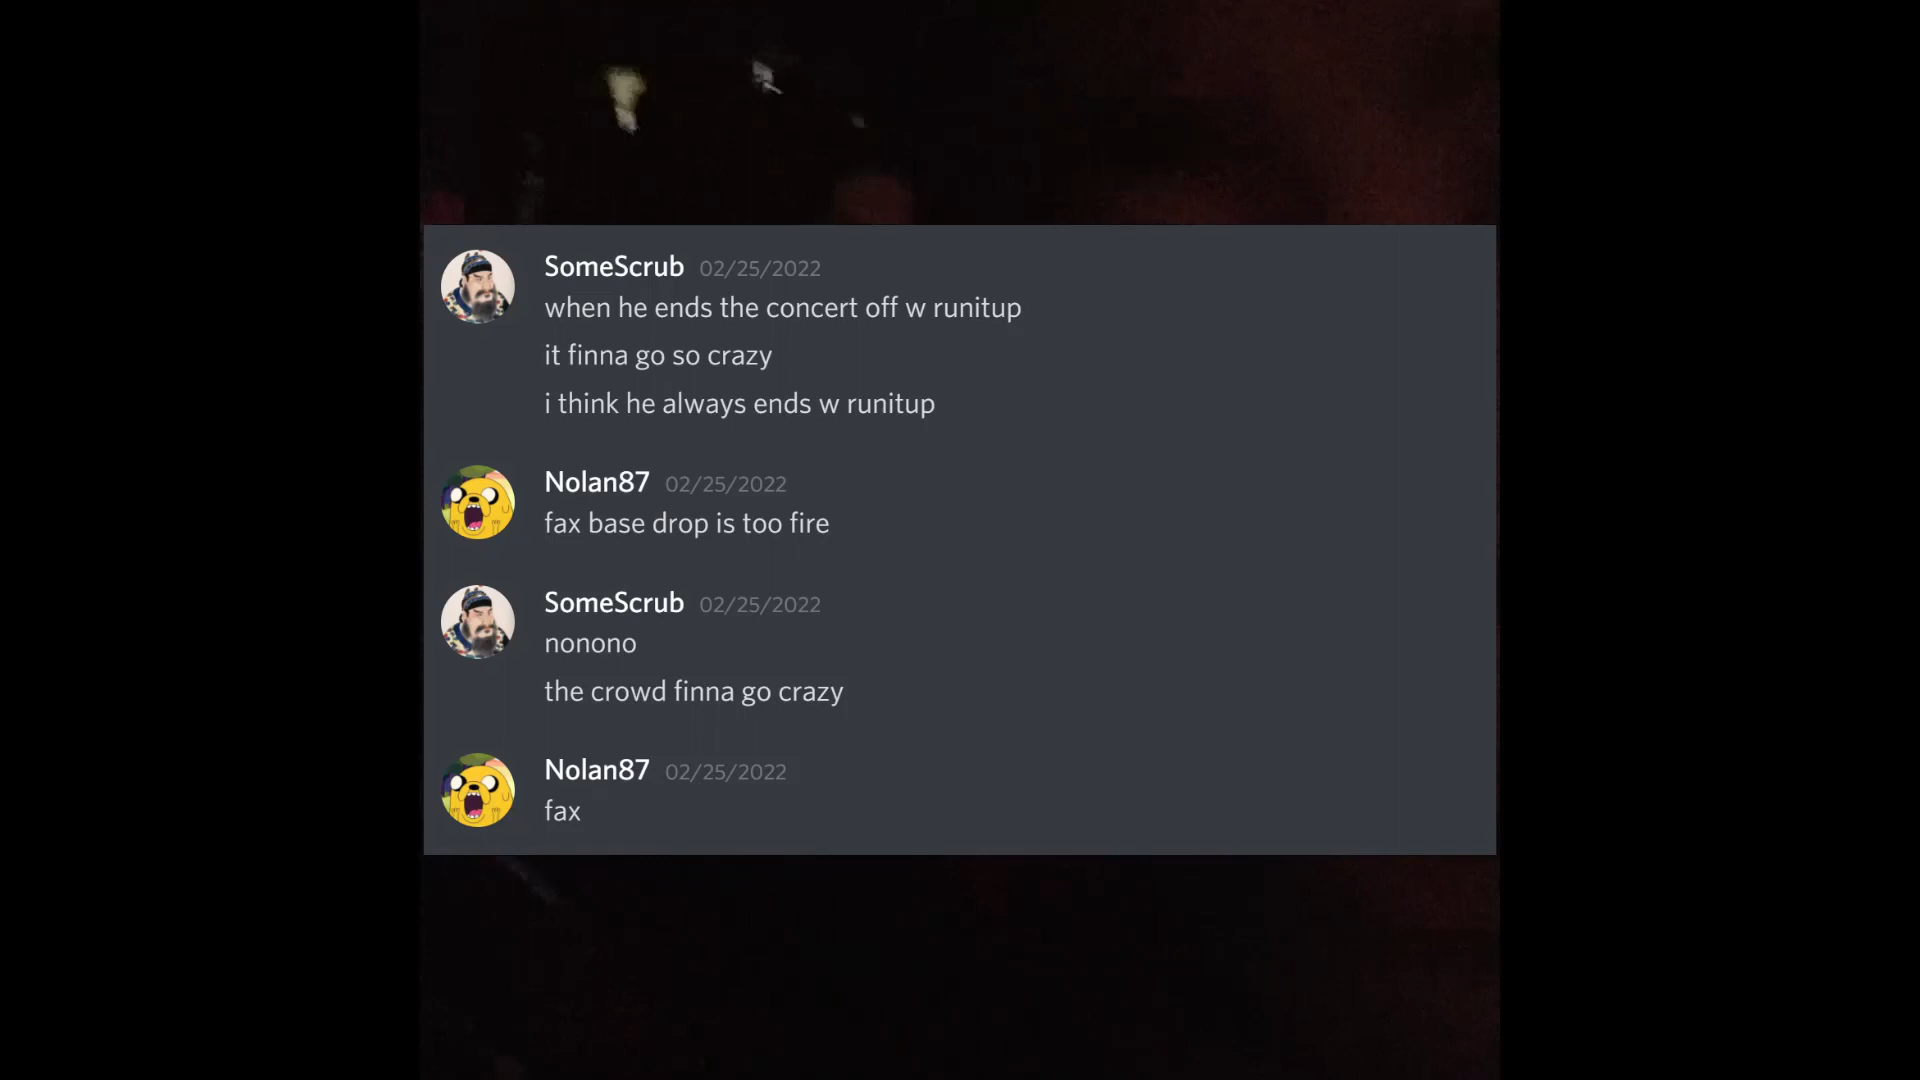 SomeScrub 02/25/2022
when he ends the concert off w runitup
it finna go so crazy
i think he always ends w runitup
Nolan87 02/25/2022
fax base drop is too fire
SomeScrub 02/25/2022
nonono
the crowd finna go crazy
Nolan87 02/25/2022
fax